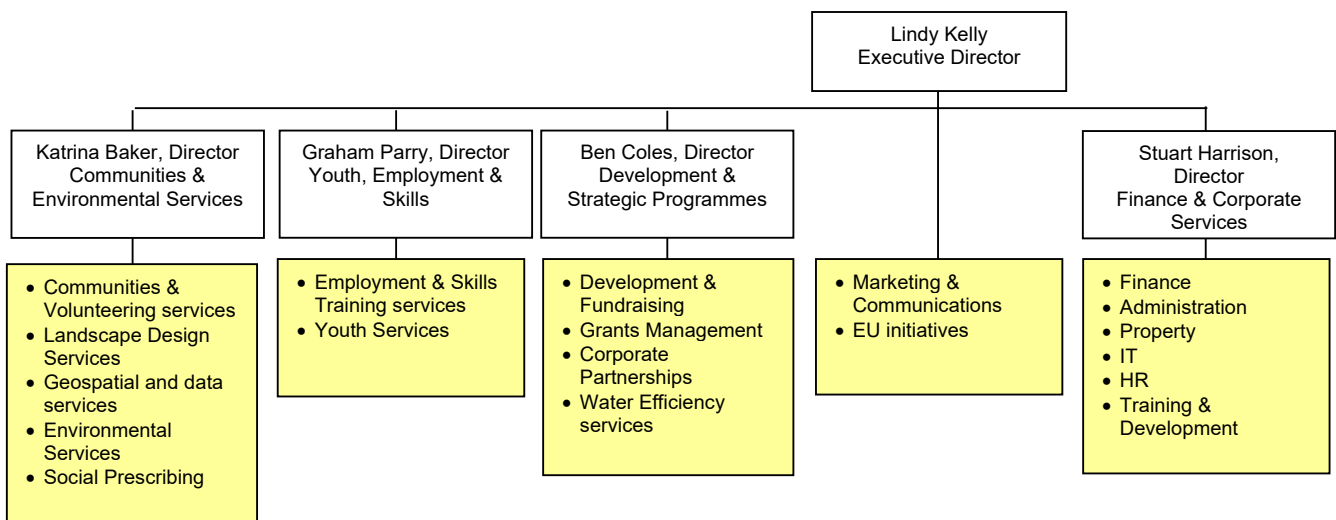 Lindy Kelly
Executive Director
Katrina Baker, Director
Communities &
Environmental Services
Graham Parry, Director
Youth, Employment &
Skills
Ben Coles, Director
Development &
Strategic Programmes
Stuart Harrison,
Director
Finance & Corporate
Services
• Communities &
Volunteering services
• Landscape Design
Services
• Geospatial and data
services
• Environmental
Services
• Social Prescribing
• Employment & Skills
Training services
• Youth Services
• Development &
Fundraising
• Grants Management
• Corporate
Partnerships
• Water Efficiency
services
• Marketing &
Communications
• EU initiatives
• Finance
• Administration
• Property
• IT
• HR
• Training &
Development